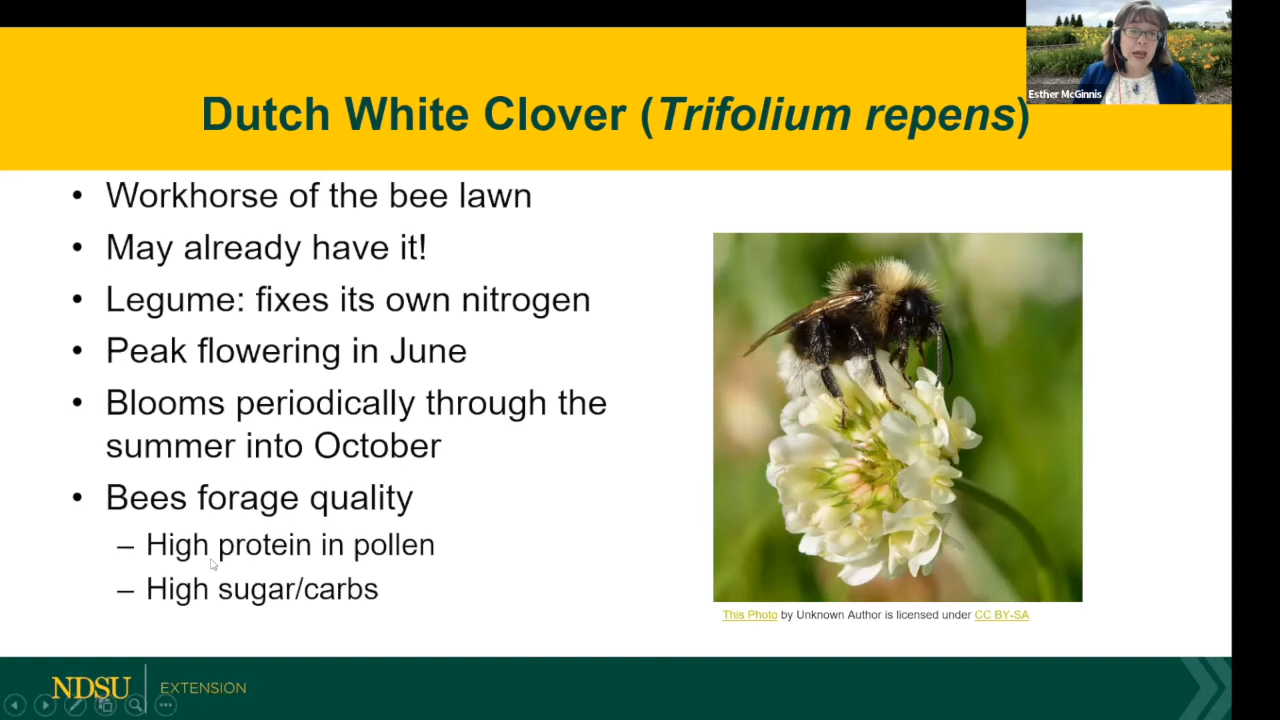 Esther McGinnis
Dutch White Clover (Trifolium repens)
• Workhorse of the bee lawn
• May already have it!
• Legume: fixes its own nitrogen
• Peak flowering in June
• Blooms periodically through the
summer into October
• Bees forage quality
– High protein in pollen
– High sugar/carbs
This Photo by Unknown Author is licensed under CC BY-SA
NDSU EXTENSION